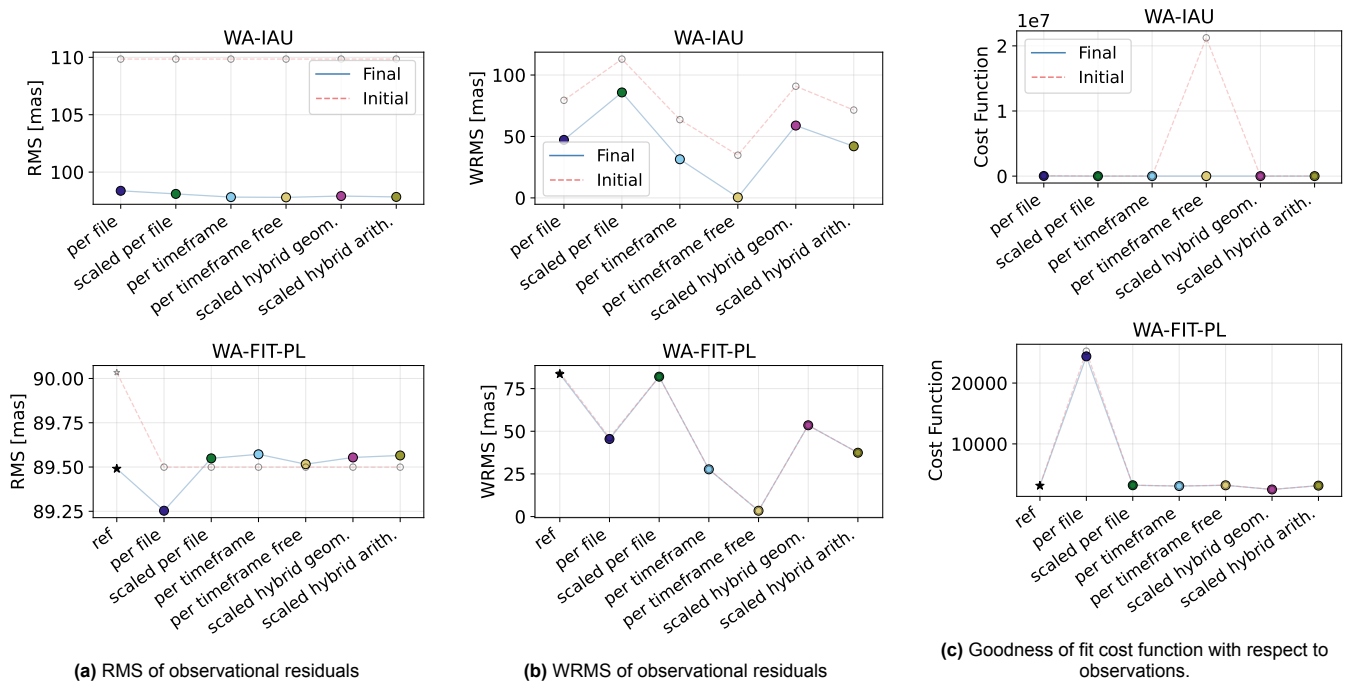 WA-IAU
RMS [mas]
110
105
100
Final
Initial
per file
scaled per file
per timeframe
per timeframe free
scaled hybrid geom.
scaled hybrid arith.
WA-FIT-PL
RMS [mas]
90.00
89.75
89.50
89.25
ref
per file
scaled per file
per timeframe
per timeframe free
scaled hybrid geom.
scaled hybrid arith.
(a) RMS of observational residuals
WA-IAU
WRMS [mas]
100
50
0
Final
Initial
per file
scaled per file
per timeframe
per timeframe free
scaled hybrid geom.
scaled hybrid arith.
WA-FIT-PL
WRMS [mas]
75
50
25
0
ref
per file
scaled per file
per timeframe
per timeframe free
scaled hybrid geom.
scaled hybrid arith.
(b) WRMS of observational residuals
1e7
WA-IAU
Cost Function
2
1
0
Final
Initial
per file
scaled per file
per timeframe
per timeframe free
scaled hybrid geom.
scaled hybrid arith.
WA-FIT-PL
Cost Function
20000
10000
ref
per file
scaled per file
per timeframe
per timeframe free
scaled hybrid geom.
scaled hybrid arith.
(c) Goodness of fit cost function with respect to
observations.